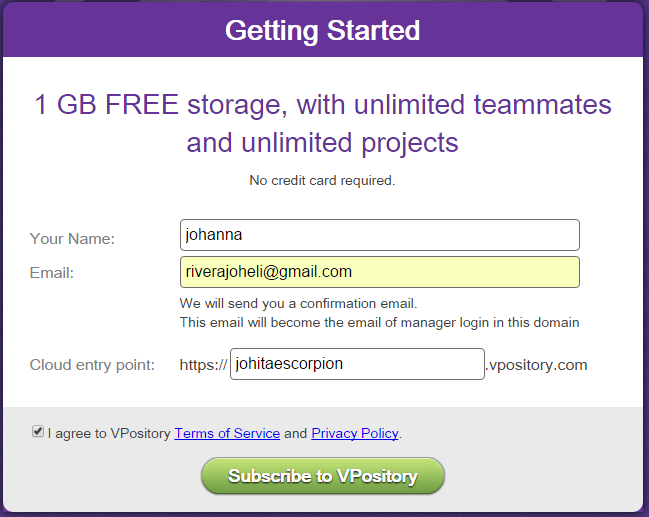 Getting Started
1 GB FREE storage, with unlimited teammates
and unlimited projects
No credit card required.
Your Name: johanna
Email: riverajoheli@gmail.com
We will send you a confirmation email.
This email will become the email of manager login in this domain
Cloud entry point: https:// johitaescorpion .vpository.com
I agree to VPository Terms of Service and Privacy Policy.
Subscribe to VPository